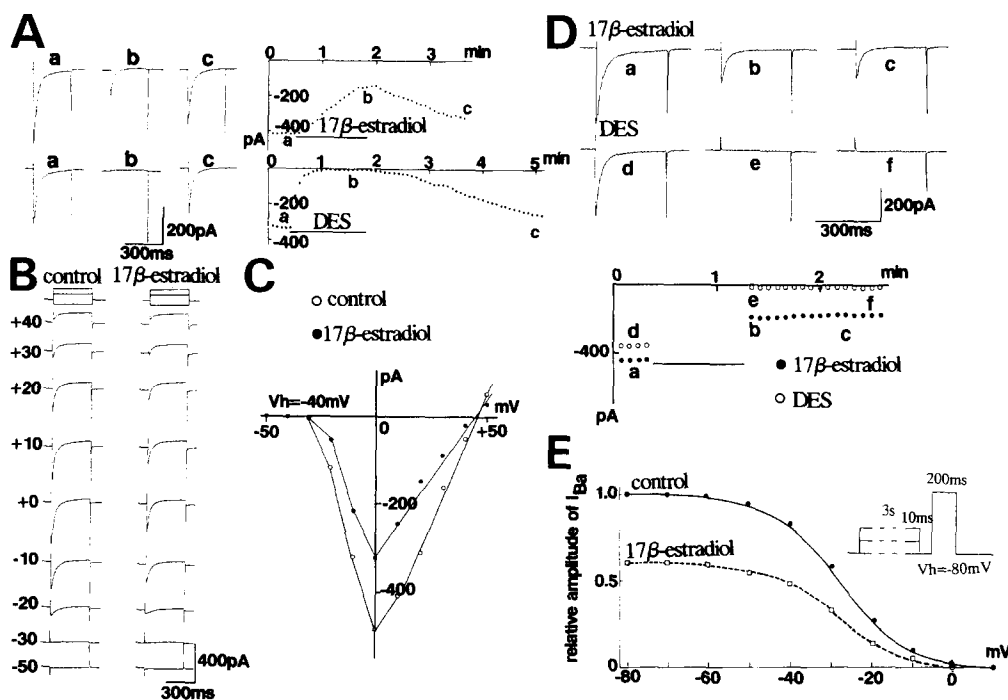 A
a b c
0 1 2 3 min
-200
-400
pA
a
b
c
17β-estradiol
a b c
0 1 2 3 4 5 min
-200
-400
a
b
c
DES
200pA
300ms
B
control 17β-estradiol
+40
+30
+20
+10
+0
-10
-20
-30
-50
400pA
300ms
C
○ control
● 17β-estradiol
pA
Vh=-40mV
mV
-50
0
+50
-200
-400
D
17β-estradiol
a b c
DES
d e f
200pA
300ms
0 1 2 min
d
a
e
b
f
c
-400
pA
● 17β-estradiol
○ DES
E
relative amplitude of IBa
control
1.0
17β-estradiol
0.5
0
-80 -60 -40 -20 0
mV
200ms
3s
10ms
Vh=-80mV